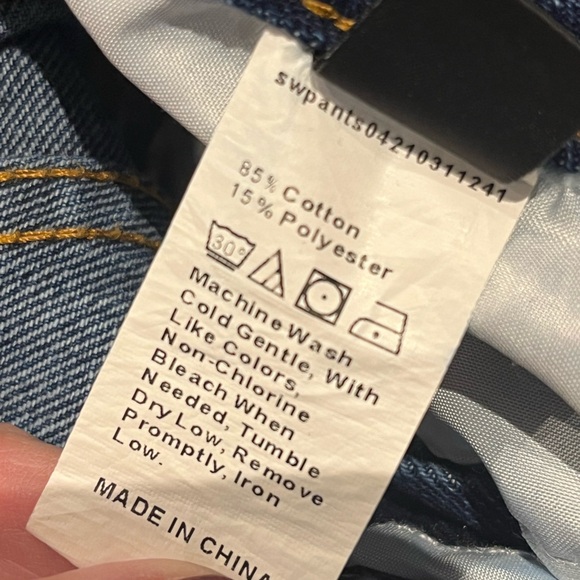 swpants04210311241
85% Cotton
15% Polyester
30°
Machine Wash
Cold Gentle, With
Like Colors,
Non-Chlorine
Bleach When
Needed, Tumble
Dry Low, Remove
Promptly, Iron
Low.
MADE IN CHINA